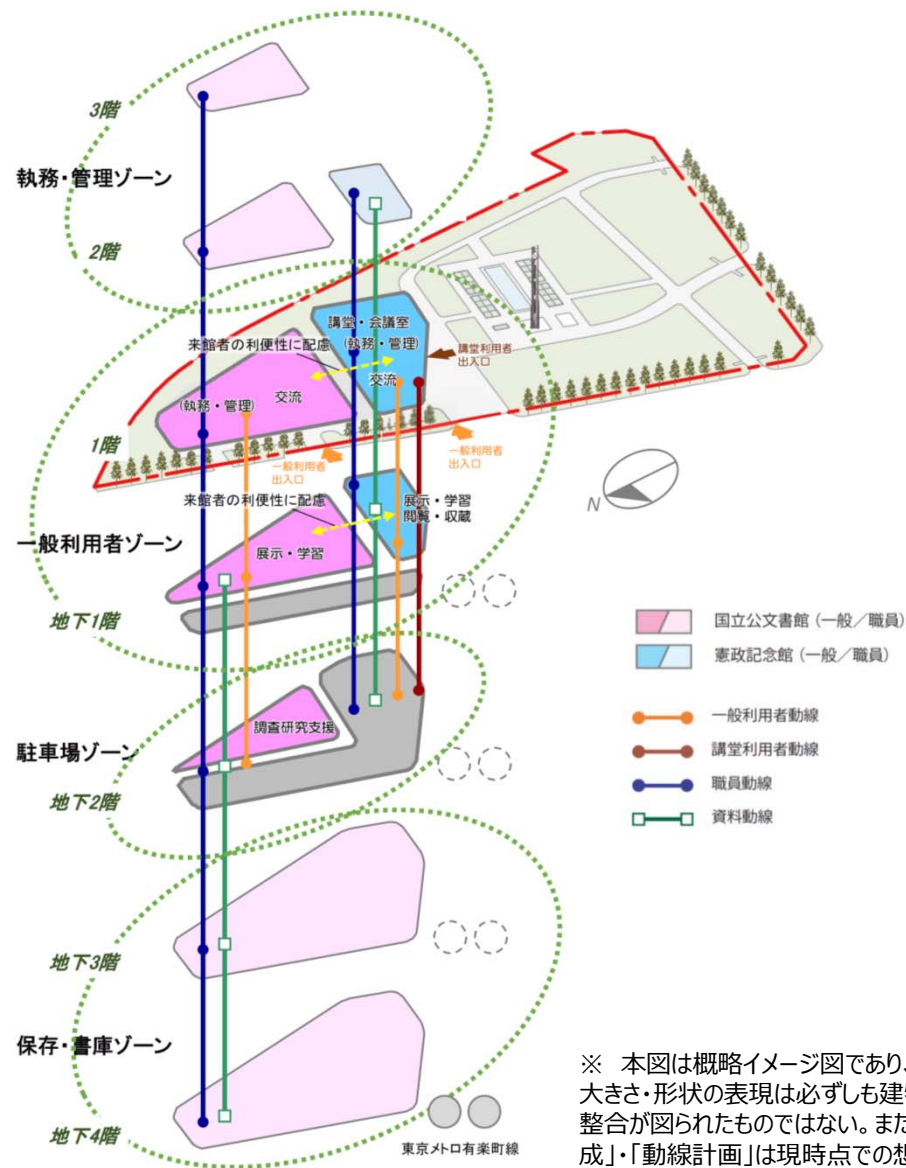 3階
執務・管理ゾーン
2階
講堂・会議室
来館者の利便性に配慮
(執務・管理)
講堂利用者
出入口
交流
(執務・管理)
交流
1階
一般利用者
出入口
一般利用者
出入口
N
来館者の利便性に配慮
展示・学習
閲覧・収蔵
一般利用者ゾーン
展示・学習
地下1階
国立公文書館 (一般／職員)
憲政記念館 (一般／職員)
一般利用者動線
講堂利用者動線
職員動線
資料動線
調査研究支援
駐車場ゾーン
地下2階
地下3階
保存・書庫ゾーン
地下4階
東京メトロ有楽町線
※ 本図は概略イメージ図であり、
大きさ・形状の表現は必ずしも建
整合が図られたものではない。また
成」・「動線計画」は現時点での想